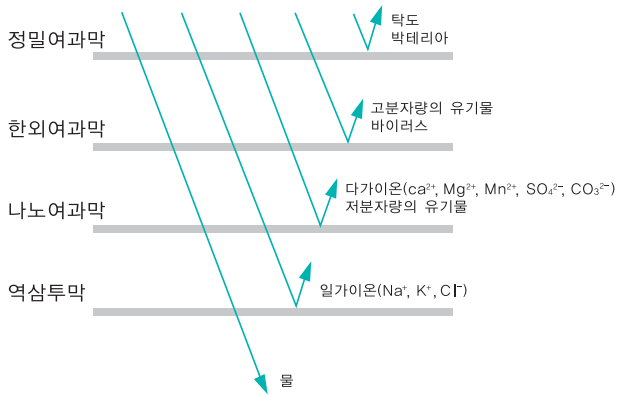 정밀여과막
탁도
박테리아
한외여과막
고분자량의 유기물
바이러스
나노여과막
다가이온(ca²⁺, Mg²⁺, Mn²⁺, SO₄²⁻, CO₃²⁻)
저분자량의 유기물
역삼투막
일가이온(Na⁺, K⁺, Cl⁻)
물